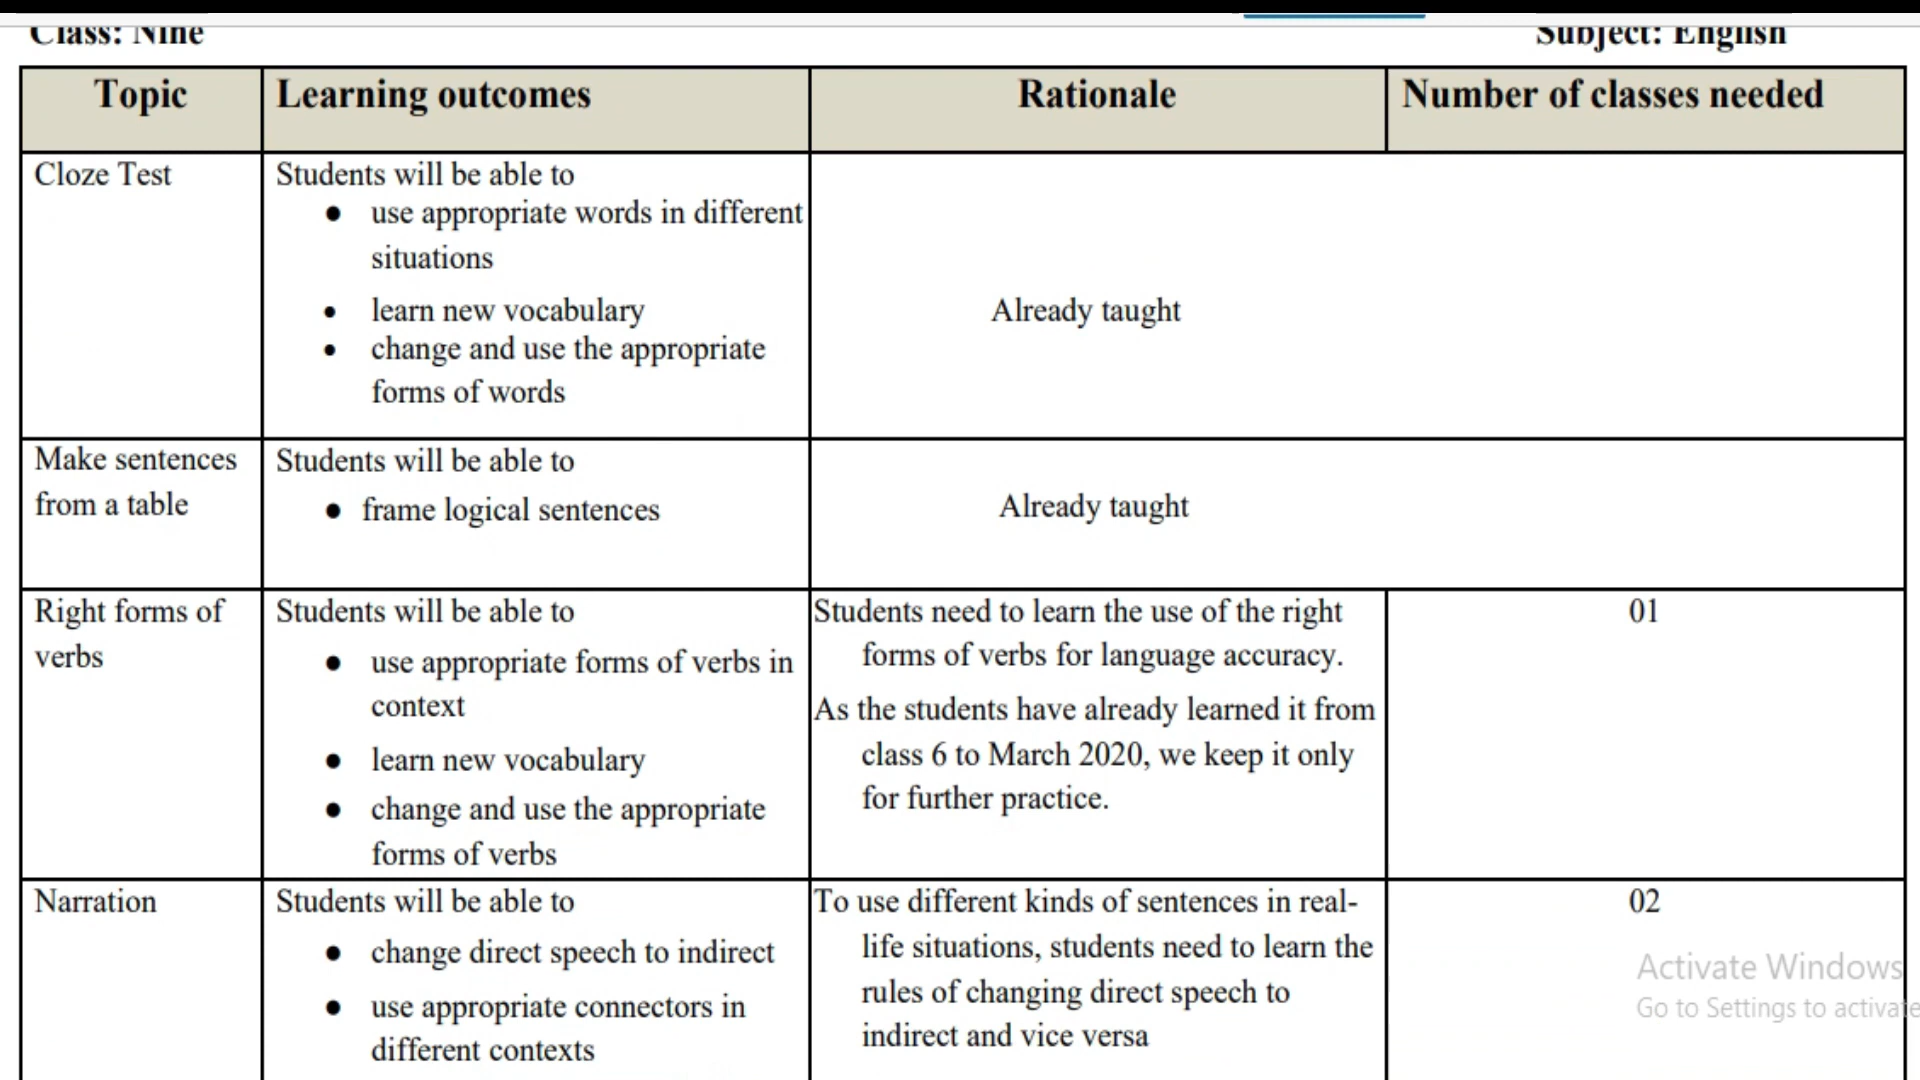 Class: Nine
Subject: English
Topic
Learning outcomes
Rationale
Number of classes needed
Cloze Test
Students will be able to
● use appropriate words in different
situations
• learn new vocabulary
• change and use the appropriate
forms of words
Already taught
Make sentences
from a table
Students will be able to
● frame logical sentences
Already taught
Right forms of
verbs
Students will be able to
● use appropriate forms of verbs in
context
● learn new vocabulary
● change and use the appropriate
forms of verbs
Students need to learn the use of the right
forms of verbs for language accuracy.
As the students have already learned it from
class 6 to March 2020, we keep it only
for further practice.
01
Narration
Students will be able to
● change direct speech to indirect
● use appropriate connectors in
different contexts
To use different kinds of sentences in real-
life situations, students need to learn the
rules of changing direct speech to
indirect and vice versa
02
Activate Windows
Go to Settings to activate